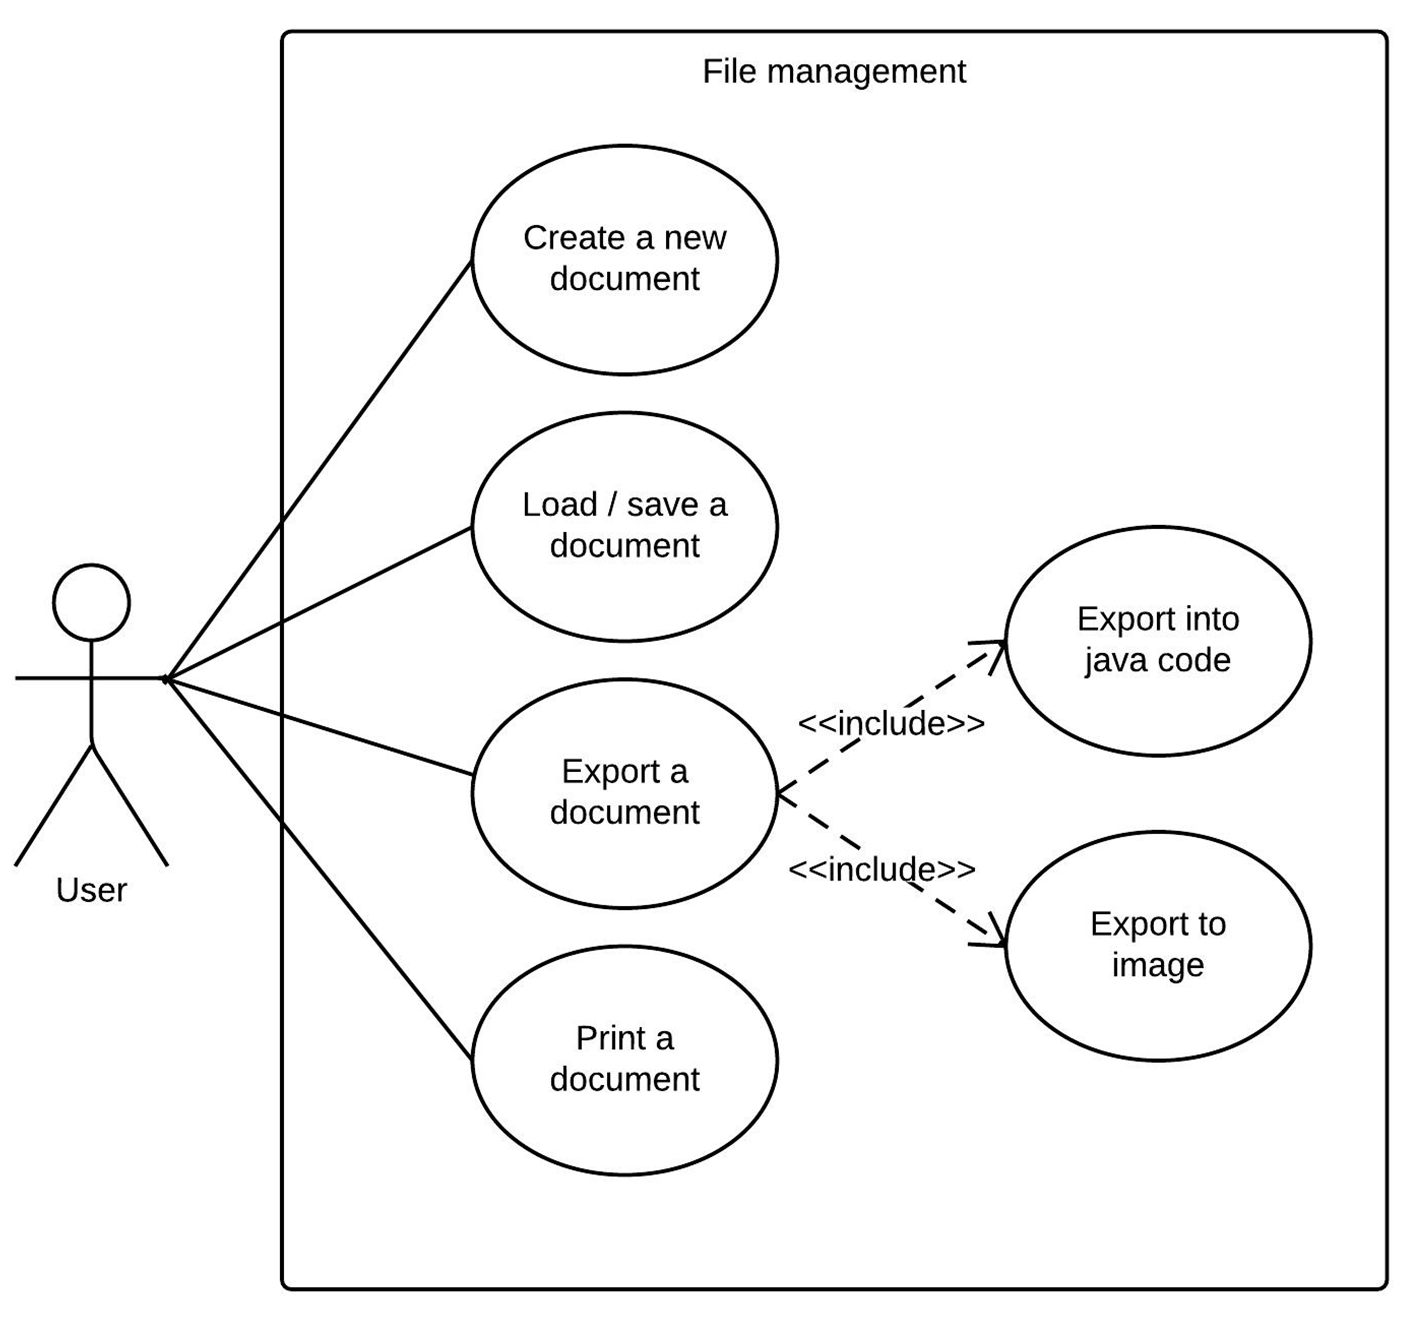 File management
Create a new
document
Load / save a
document
Export into
java code
<<include>>
Export a
document
<<include>>
User
Export to
image
Print a
document